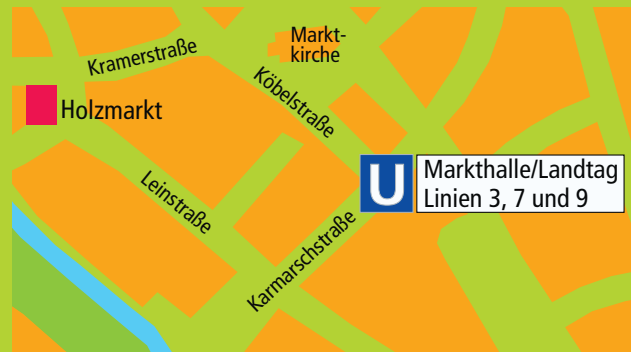 Markt-
kirche
Kramerstraße
Köbelstraße
Holzmarkt
U
Markthalle/Landtag
Linien 3, 7 und 9
Leinstraße
Karmarschstraße